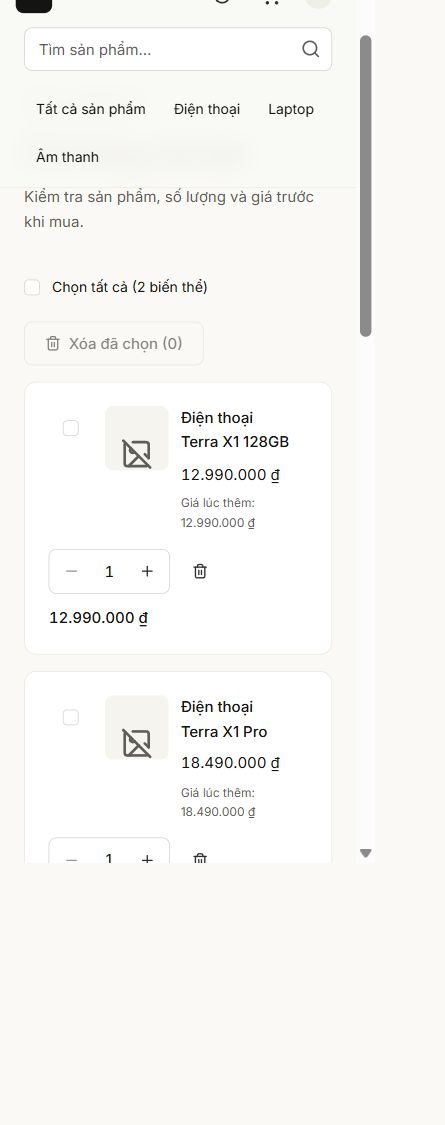 Tìm sản phẩm...
Tất cả sản phẩm Điện thoại Laptop
Âm thanh
Kiểm tra sản phẩm, số lượng và giá trước
khi mua.
Chọn tất cả (2 biến thể)
Xóa đã chọn (0)
Điện thoại
Terra X1 128GB
12.990.000 ₫
Giá lúc thêm:
12.990.000 ₫
1
12.990.000 ₫
Điện thoại
Terra X1 Pro
18.490.000 ₫
Giá lúc thêm:
18.490.000 ₫
1